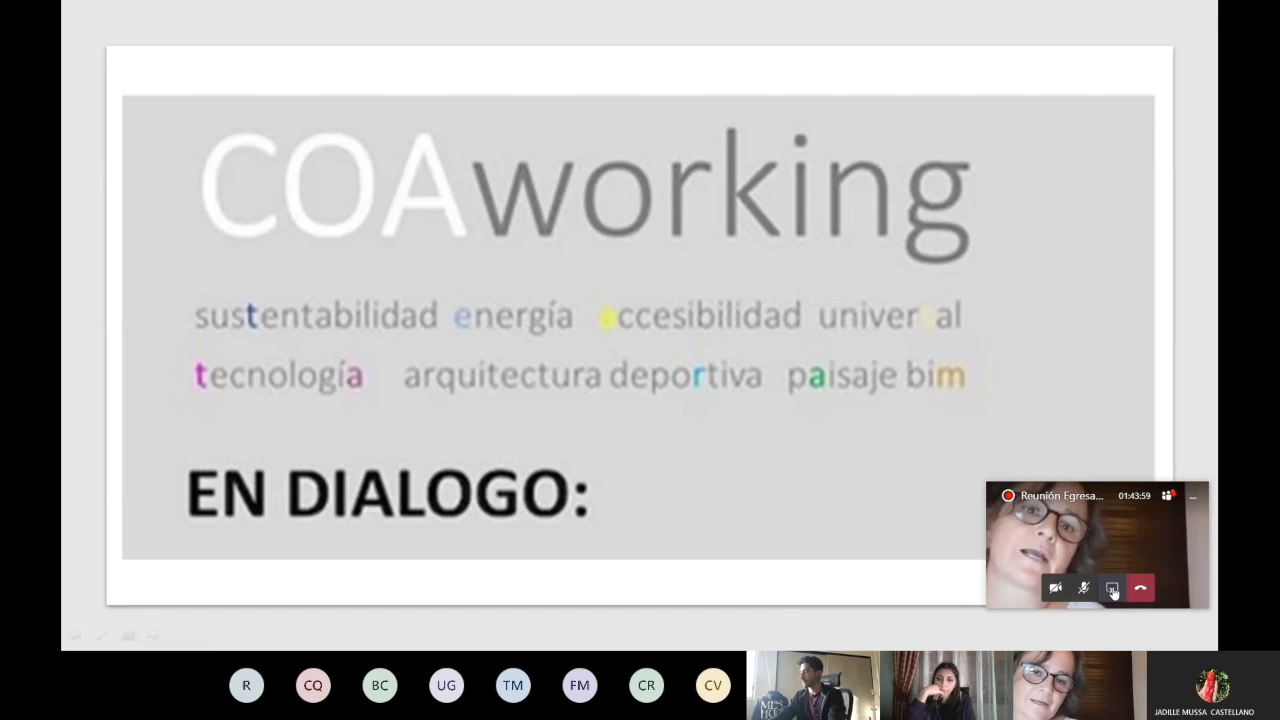 COAworking
sustentabilidad energía accesibilidad universal
tecnología arquitectura deportiva paisaje bim
EN DIALOGO:
Reunión Egresa... 01:43:59
R CQ BC UG TM FM CR CV
JADILLE MUSSA CASTELLANO